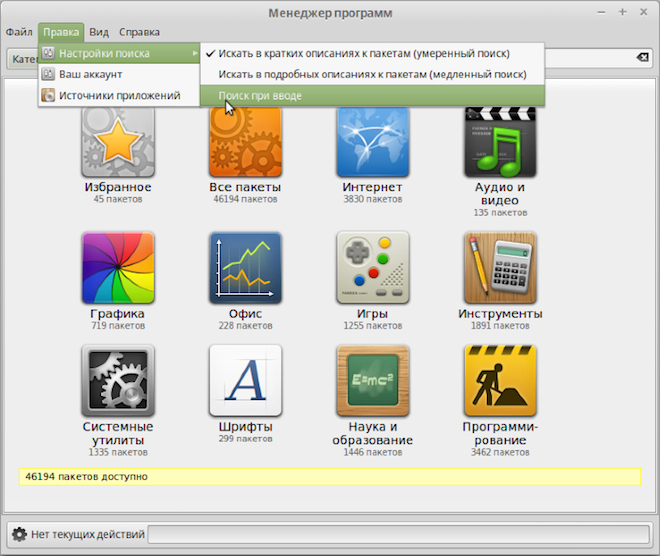 Менеджер программ
Файл Правка Вид Справка
Настройки поиска
Искать в кратких описаниях к пакетам (умеренный поиск)
Ваш аккаунт
Искать в подробных описаниях к пакетам (медленный поиск)
Источники приложений
Поиск при вводе
Избранное
45 пакетов
Все пакеты
46194 пакетов
Интернет
3830 пакетов
Аудио и
видео
135 пакетов
Графика
719 пакетов
Офис
228 пакетов
Игры
1255 пакетов
Инструменты
1891 пакетов
Системные
утилиты
1335 пакетов
A
Шрифты
299 пакетов
E=mc²
Наука и
образование
1446 пакетов
Программи-
рование
3462 пакетов
46194 пакетов доступно
Нет текущих действий